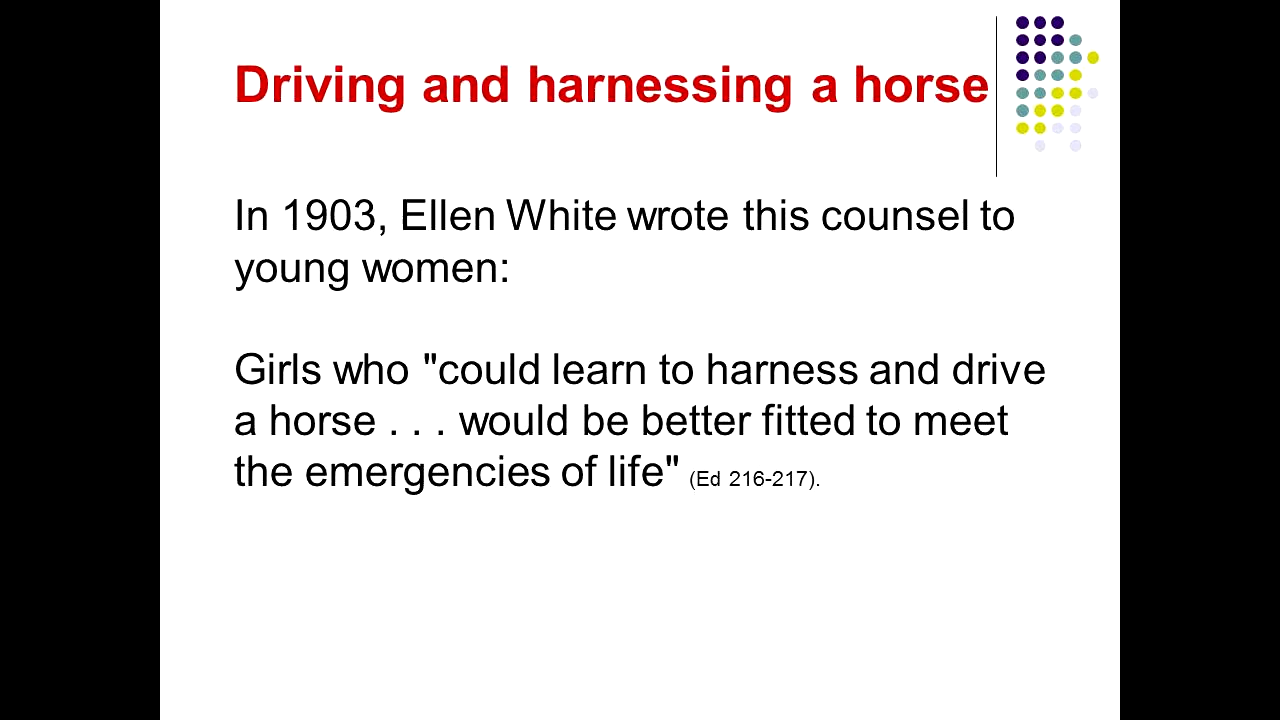 Driving and harnessing a horse
In 1903, Ellen White wrote this counsel to
young women:
Girls who "could learn to harness and drive
a horse . . . would be better fitted to meet
the emergencies of life" (Ed 216-217).